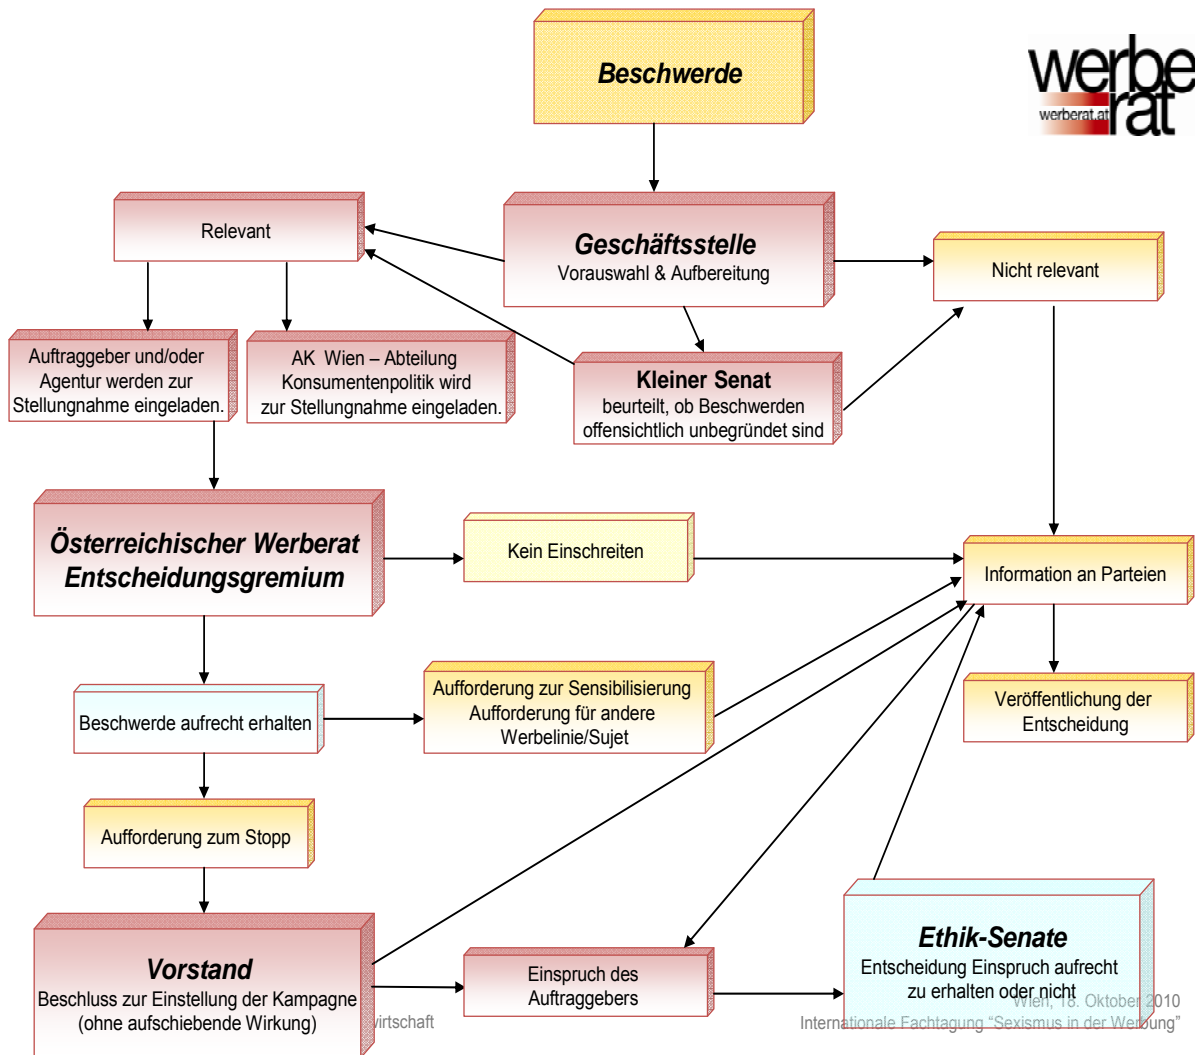 Beschwerde
werbe
werberat.at
rat
Geschäftsstelle
Vorauswahl & Aufbereitung
Relevant
Nicht relevant
Auftraggeber und/oder
Agentur werden zur
Stellungnahme eingeladen.
AK Wien – Abteilung
Konsumentenpolitik wird
zur Stellungnahme eingeladen.
Kleiner Senat
beurteilt, ob Beschwerden
offensichtlich unbegründet sind
Österreichischer Werberat
Entscheidungsgremium
Kein Einschreiten
Information an Parteien
Beschwerde aufrecht erhalten
Aufforderung zur Sensibilisierung
Aufforderung für andere
Werbelinie/Sujet
Veröffentlichung der
Entscheidung
Aufforderung zum Stopp
Vorstand
Beschluss zur Einstellung der Kampagne
(ohne aufschiebende Wirkung)
Einspruch des
Auftraggebers
Ethik-Senate
Entscheidung Einspruch aufrecht
zu erhalten oder nicht
Wien, 18. Oktober 2010
Internationale Fachtagung “Sexismus in der Werbung”